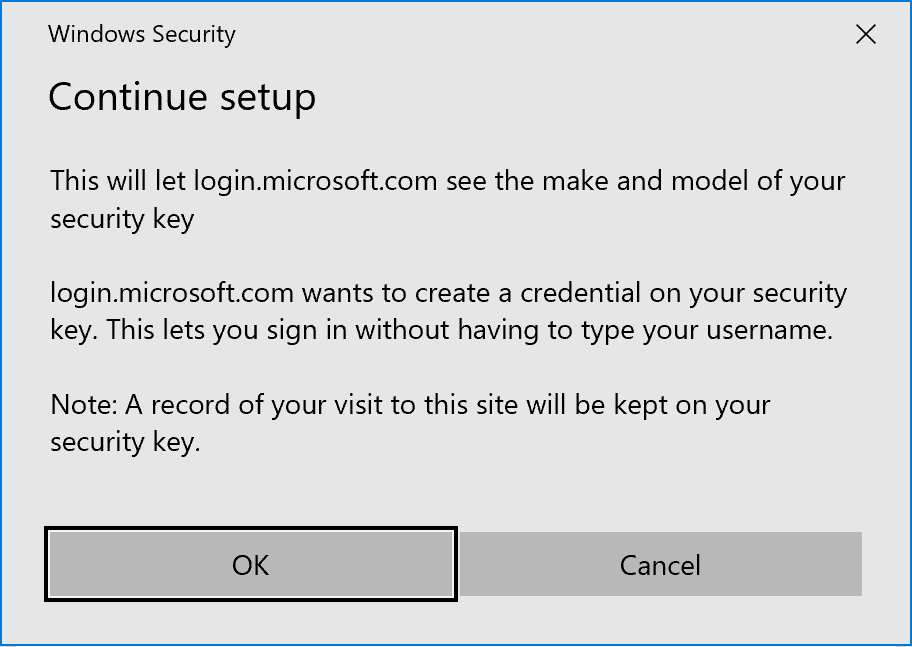 Windows Security
Continue setup
This will let login.microsoft.com see the make and model of your
security key
login.microsoft.com wants to create a credential on your security
key. This lets you sign in without having to type your username.
Note: A record of your visit to this site will be kept on your
security key.
OK
Cancel